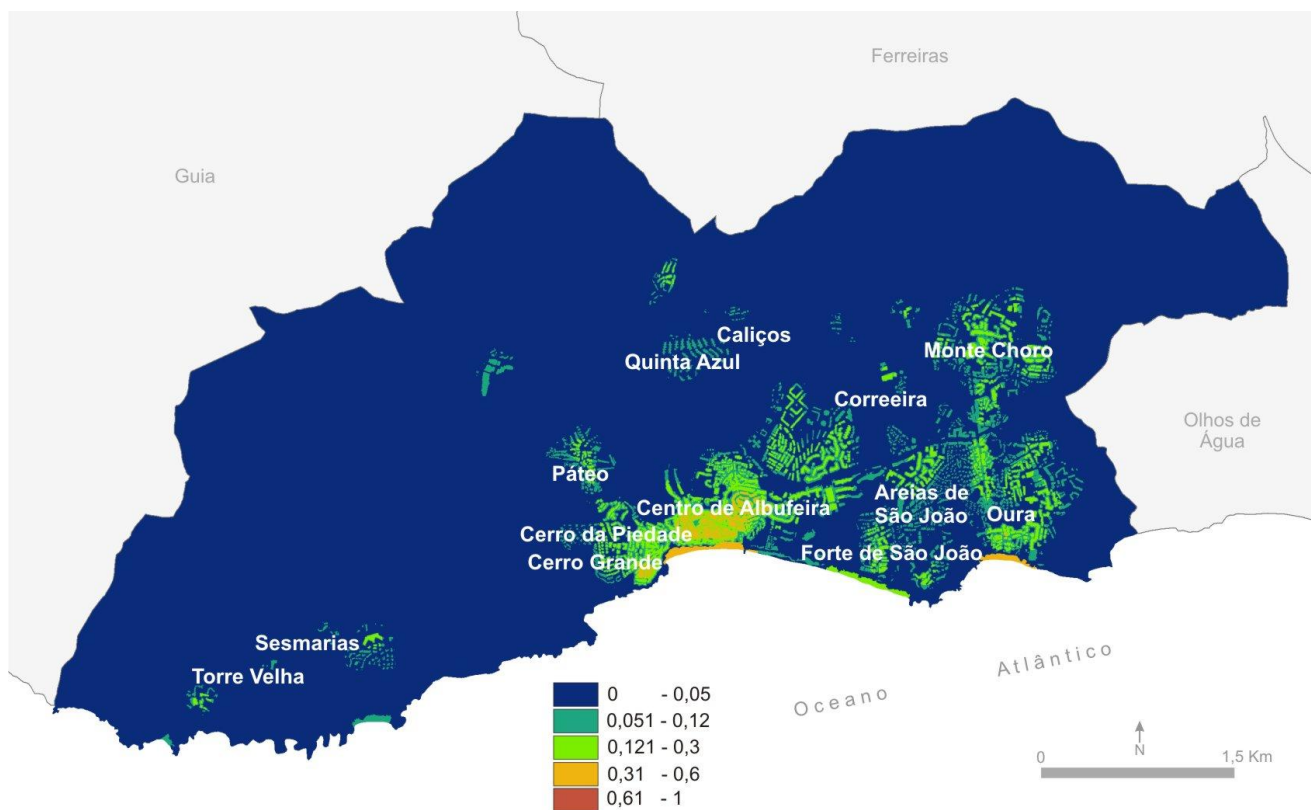 Ferreiras
Guia
Caliços
Quinta Azul
Monte Choro
Correeira
Olhos de
Água
Páteo
Centro de Albufeira
Areias de
São João
Oura
Cerro da Piedade
Forte de São João
Cerro Grande
Sesmarias
Torre Velha
Oceano Atlântico
0 - 0,05
0,051 - 0,12
0,121 - 0,3
0,31 - 0,6
0,61 - 1
N
0 1,5 Km